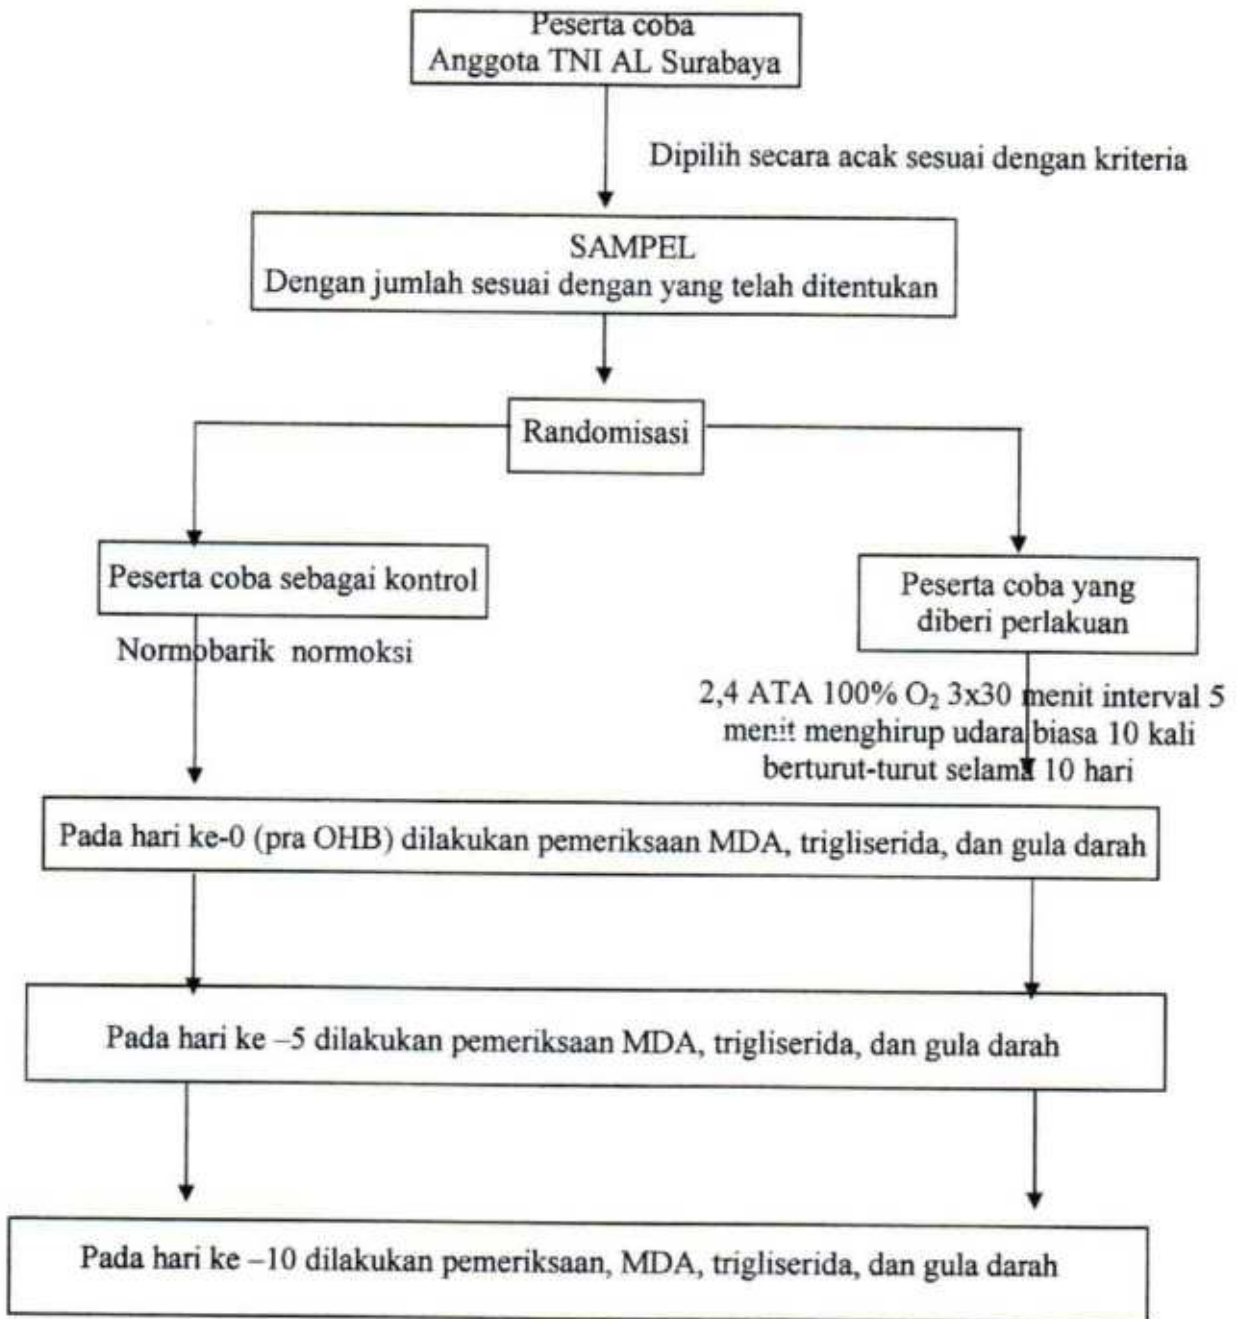 Peserta coba
Anggota TNI AL Surabaya
Dipilih secara acak sesuai dengan kriteria
SAMPEL
Dengan jumlah sesuai dengan yang telah ditentukan
Randomisasi
Peserta coba sebagai kontrol
Normobarik normoksi
Peserta coba yang
diberi perlakuan
2,4 ATA 100% O₂ 3x30 menit interval 5
menit menghirup udara biasa 10 kali
berturut-turut selama 10 hari
Pada hari ke-0 (pra OHB) dilakukan pemeriksaan MDA, trigliserida, dan gula darah
Pada hari ke –5 dilakukan pemeriksaan MDA, trigliserida, dan gula darah
Pada hari ke –10 dilakukan pemeriksaan, MDA, trigliserida, dan gula darah